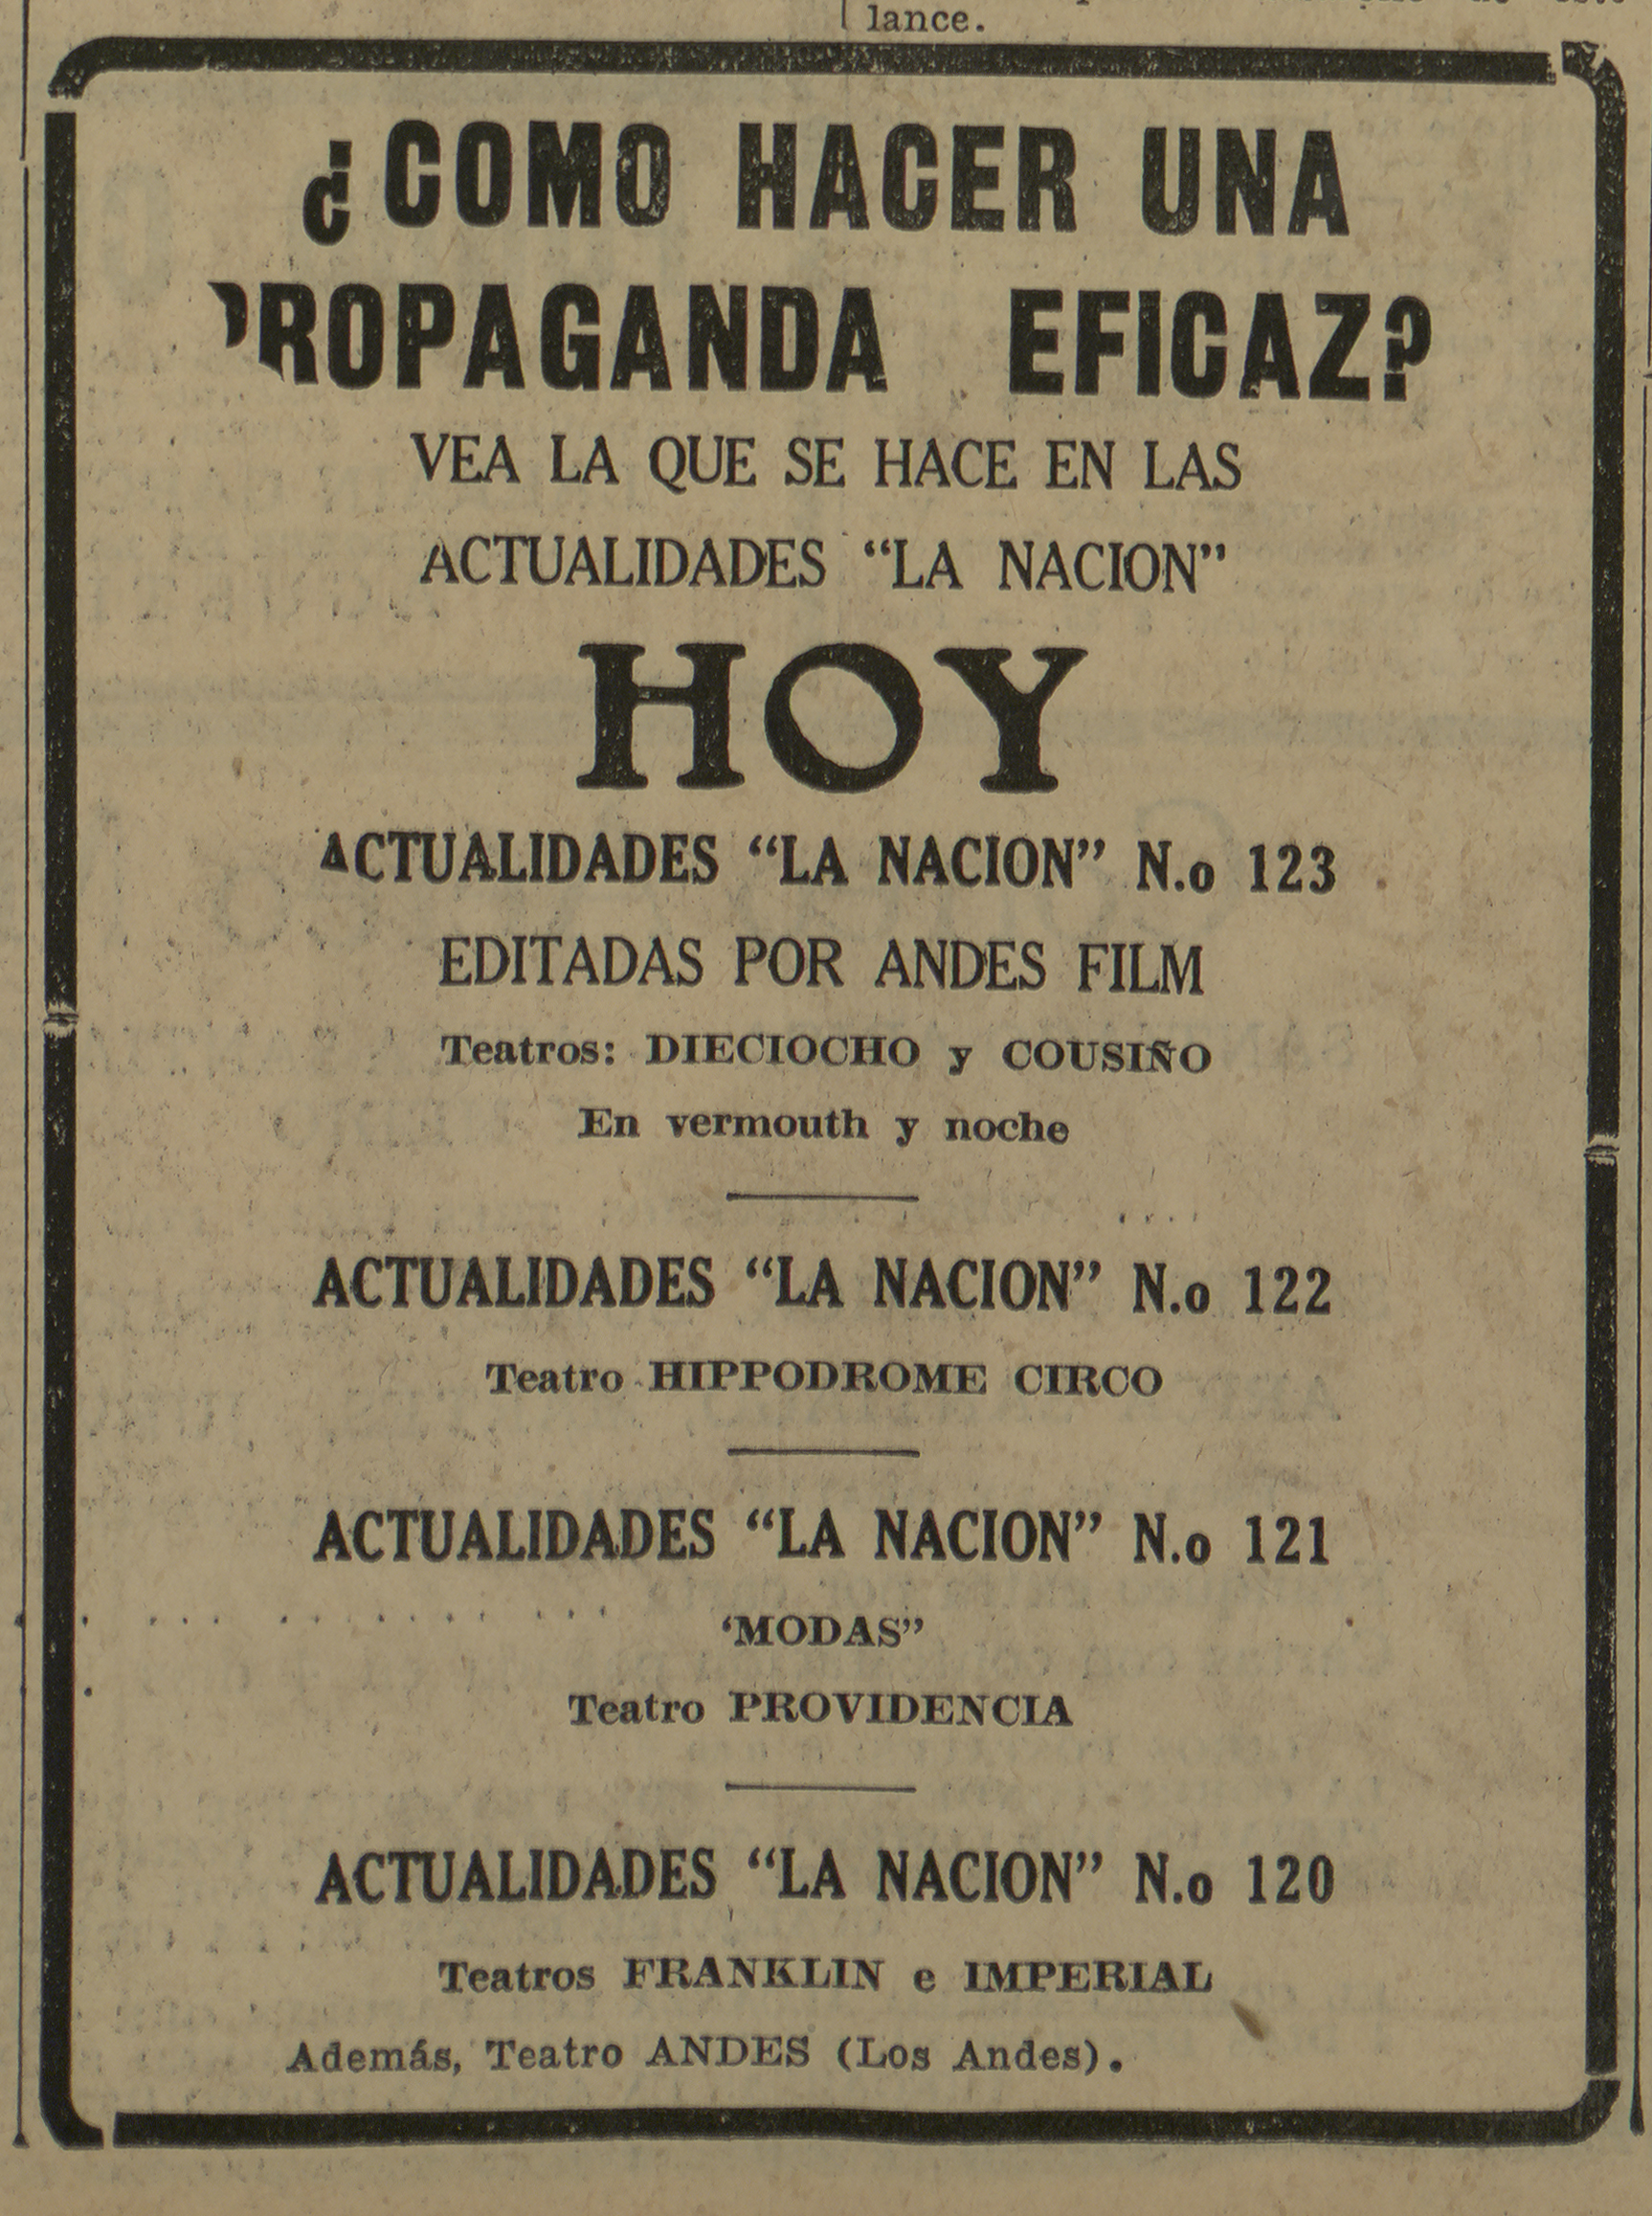 lance.
¿COMO HACER UNA
PROPAGANDA EFICAZ?
VEA LA QUE SE HACE EN LAS
ACTUALIDADES “LA NACION”
HOY
ACTUALIDADES “LA NACION” N.o 123
EDITADAS POR ANDES FILM
Teatros: DIECIOCHO y COUSIÑO
En vermouth y noche
ACTUALIDADES “LA NACION” N.o 122
Teatro HIPPODROME CIRCO
ACTUALIDADES “LA NACION” N.o 121
‘MODAS”
Teatro PROVIDENCIA
ACTUALIDADES “LA NACION” N.o 120
Teatros FRANKLIN e IMPERIAL
Además, Teatro ANDES (Los Andes).